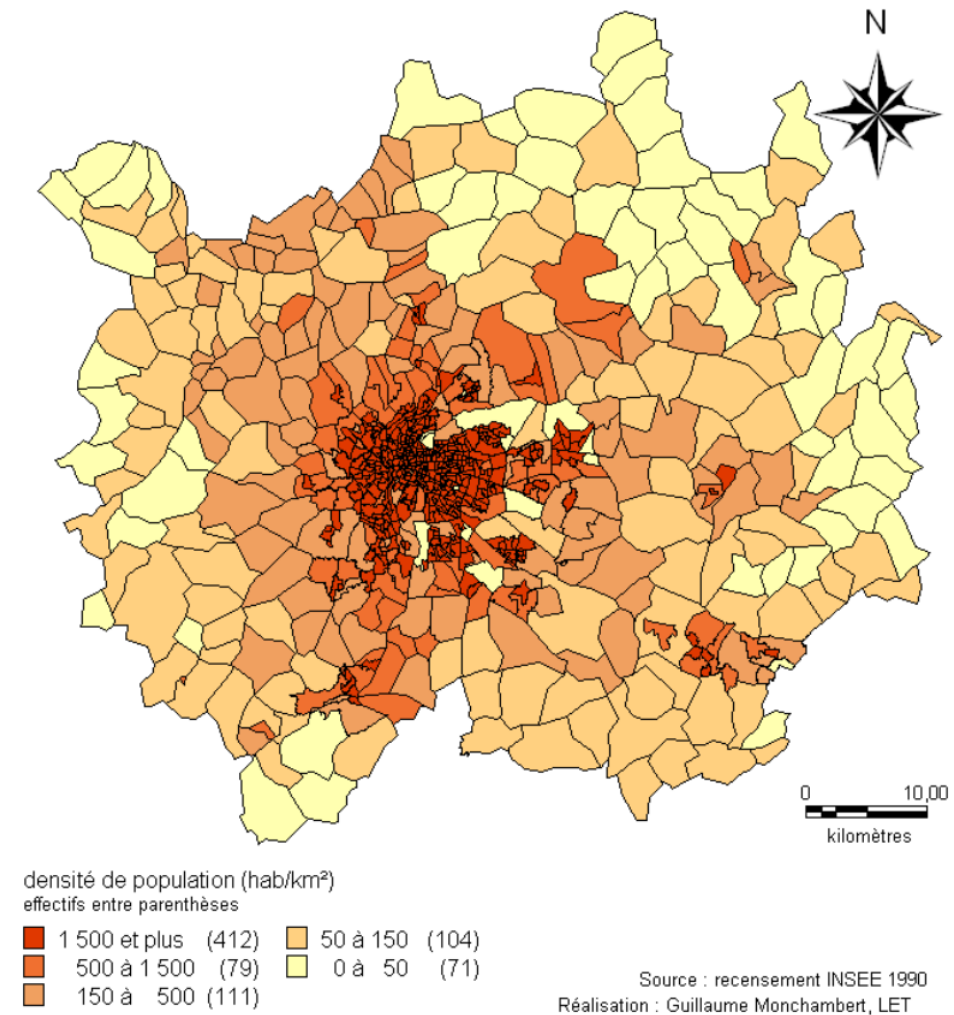 N
0 10,00
kilomètres
densité de population (hab/km²)
effectifs entre parenthèses
1 500 et plus (412)
500 à 1 500 (79)
150 à 500 (111)
50 à 150 (104)
0 à 50 (71)
Source : recensement INSEE 1990
Réalisation : Guillaume Monchambert, LET